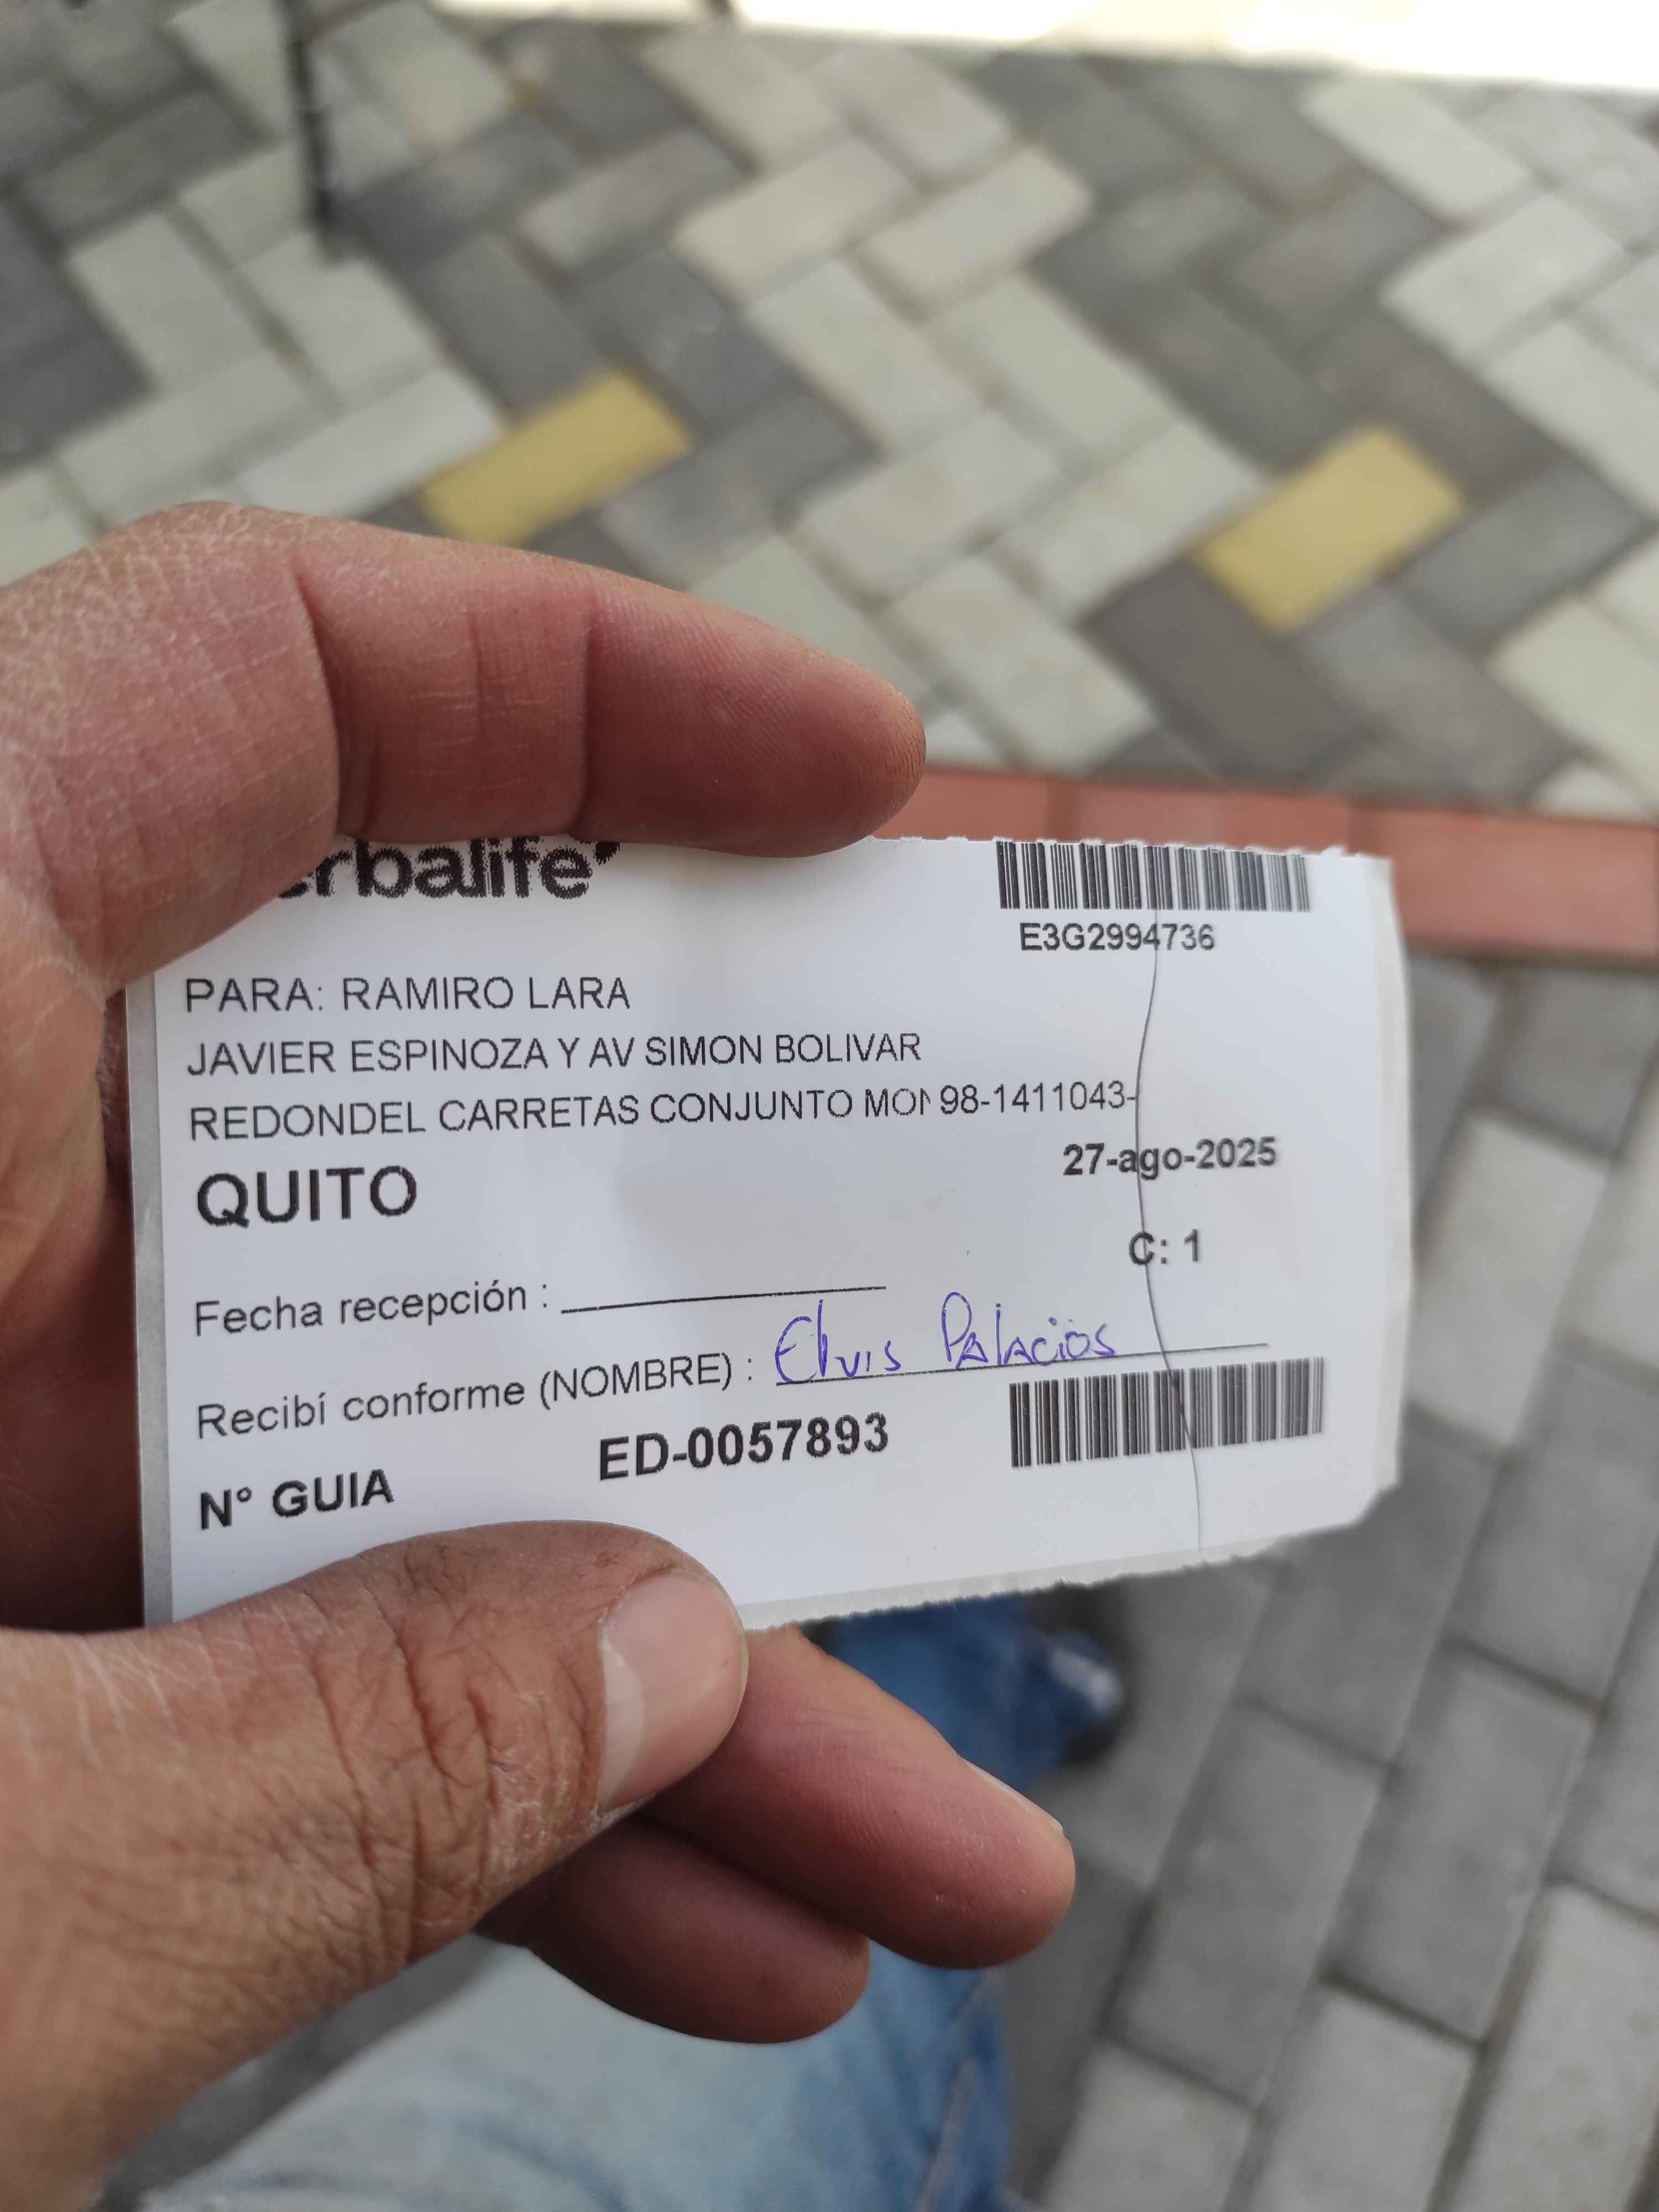 erbalife
E3G2994736
PARA: RAMIRO LARA
JAVIER ESPINOZA Y AV SIMON BOLIVAR
REDONDEL CARRETAS CONJUNTO MON 98-1411043-
27-ago-2025
QUITO
C: 1
Fecha recepción :
Recibí conforme (NOMBRE) : Elvis Palacios
N° GUIA ED-0057893